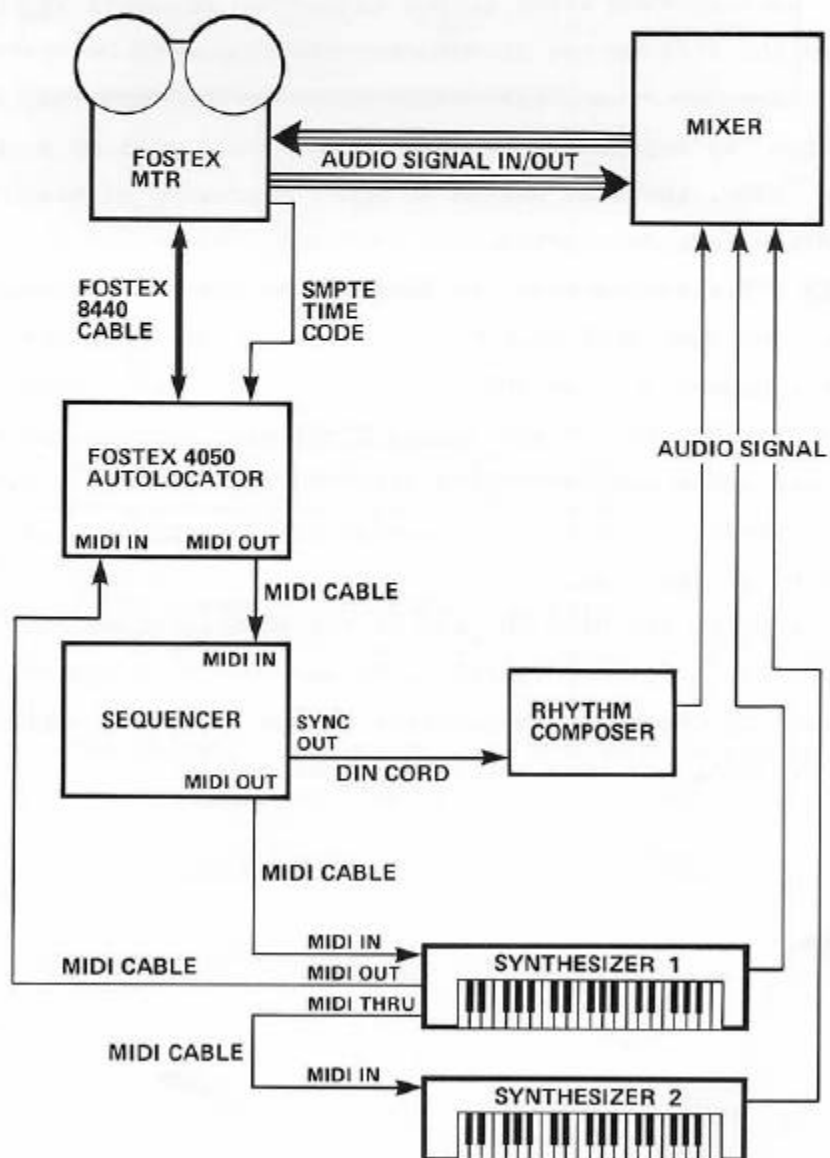 FOSTEX
MTR
AUDIO SIGNAL IN/OUT
MIXER
FOSTEX
8440
CABLE
SMPTE
TIME
CODE
FOSTEX 4050
AUTOLOCATOR
MIDI IN
MIDI OUT
AUDIO SIGNAL
MIDI CABLE
MIDI IN
SEQUENCER
SYNC
OUT
MIDI OUT
DIN CORD
RHYTHM
COMPOSER
MIDI CABLE
MIDI IN
MIDI OUT
MIDI THRU
MIDI CABLE
SYNTHESIZER 1
MIDI CABLE
MIDI IN
SYNTHESIZER 2